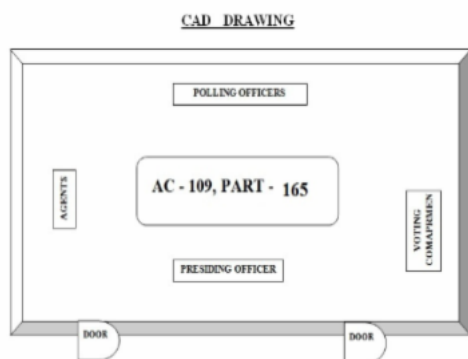 CAD DRAWING
POLLING OFFICERS
AC - 109, PART - 165
AGENTS
VOTING
COMAPRMEN
PRESIDING OFFICER
DOOR
DOOR